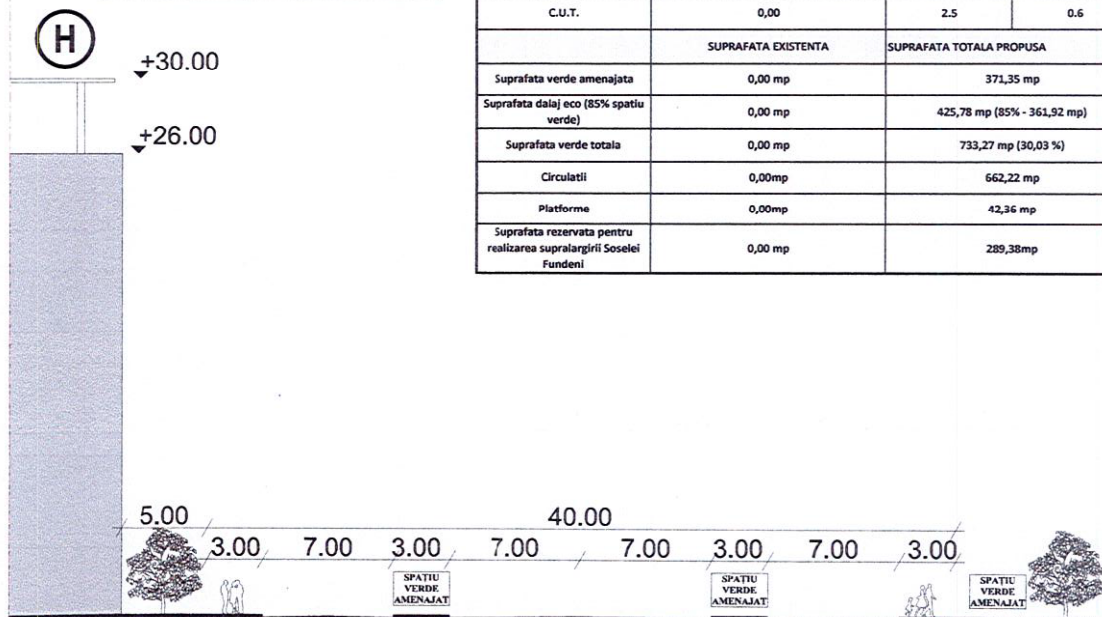 H
+30.00
+26.00
C.U.T. 0,00 2.5 0.6
SUPRAFATA EXISTENTA SUPRAFATA TOTALA PROPUSA
Suprafata verde amenajata 0,00 mp 371,35 mp
Suprafata dalaj eco (85% spatiu
verde) 0,00 mp 425,78 mp (85% - 361,92 mp)
Suprafata verde totala 0,00 mp 733,27 mp (30,03 %)
Circulatii 0,00mp 662,22 mp
Platforme 0,00mp 42,36 mp
Suprafata rezervata pentru
realizarea supralargirii Soselei
Fundeni 0,00 mp 289,38mp
5.00 40.00
3.00 7.00 3.00 7.00 7.00 3.00 7.00 3.00
SPAȚIU
VERDE
AMENAJAT
SPAȚIU
VERDE
AMENAJAT
SPAȚIU
VERDE
AMENAJAT